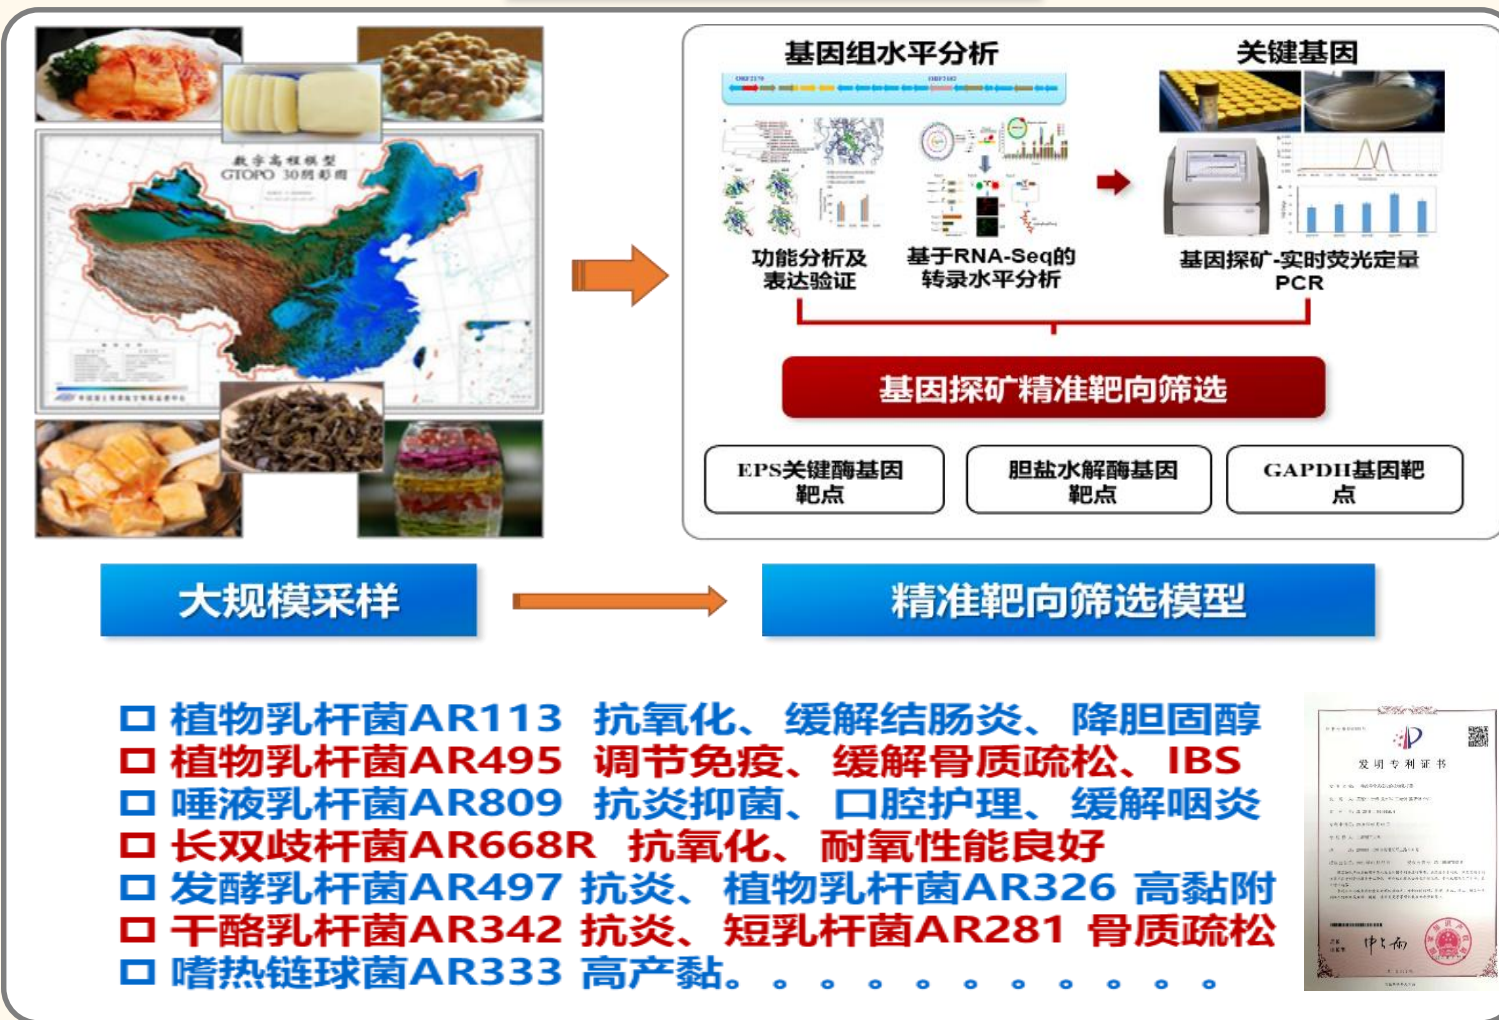 数字高程模型
GTOPO 30阴影图
基因组水平分析
关键基因
功能分析及
表达验证
基于RNA-Seq的
转录水平分析
基因探矿-实时荧光定量
PCR
基因探矿精准靶向筛选
EPS关键酶基因
靶点
胆盐水解酶基因
靶点
GAPDH基因靶
点
大规模采样
精准靶向筛选模型
植物乳杆菌AR113 抗氧化、缓解结肠炎、降胆固醇
植物乳杆菌AR495 调节免疫、缓解骨质疏松、IBS
唾液乳杆菌AR809 抗炎抑菌、口腔护理、缓解咽炎
长双歧杆菌AR668R 抗氧化、耐氧性能良好
发酵乳杆菌AR497 抗炎、植物乳杆菌AR326 高黏附
干酪乳杆菌AR342 抗炎、短乳杆菌AR281 骨质疏松
嗜热链球菌AR333 高产黏。。。。。。。。。。。
发明专利证书